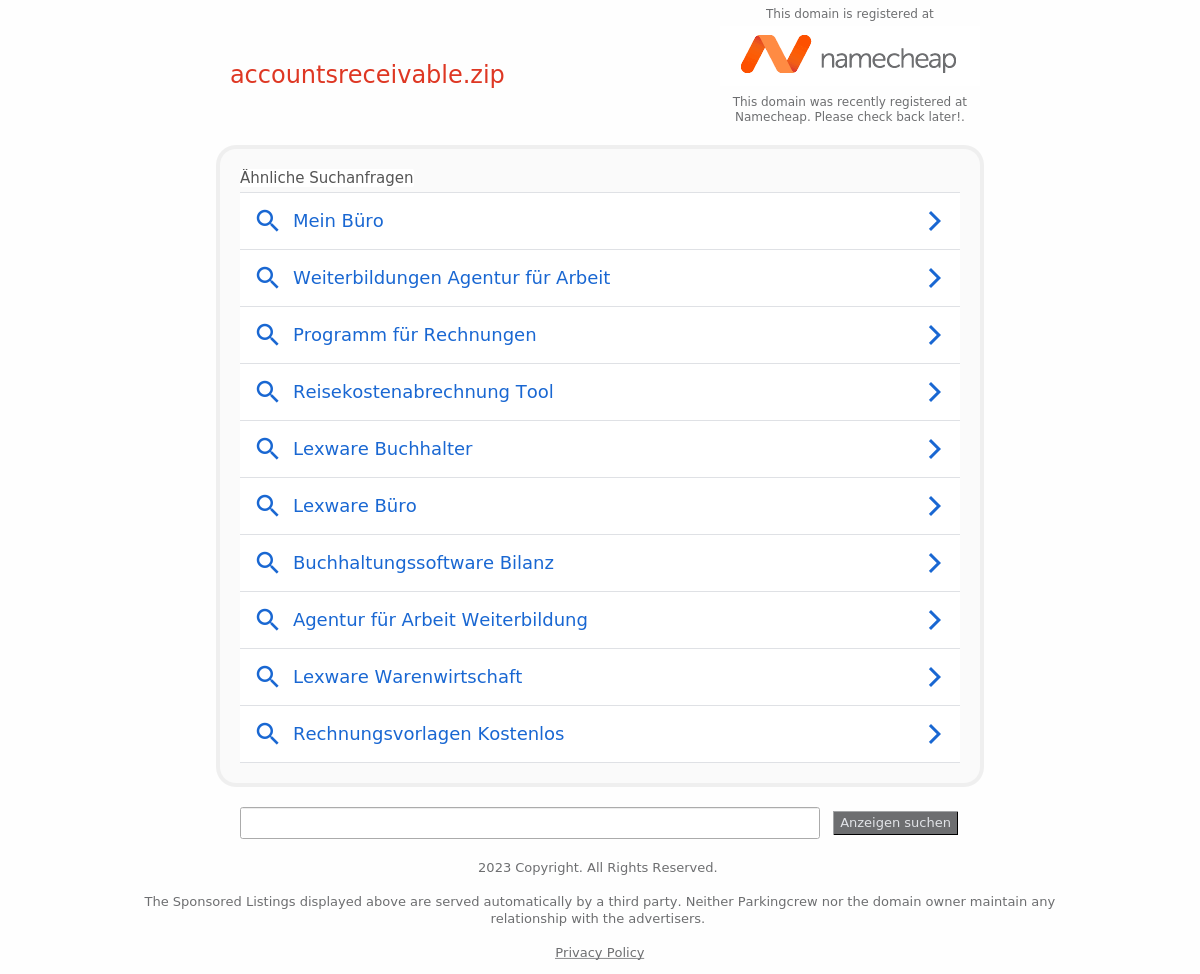 This domain is registered at
namecheap
accountsreceivable.zip
This domain was recently registered at
Namecheap. Please check back later!.
Ähnliche Suchanfragen
Mein Büro
Weiterbildungen Agentur für Arbeit
Programm für Rechnungen
Reisekostenabrechnung Tool
Lexware Buchhalter
Lexware Büro
Buchhaltungssoftware Bilanz
Agentur für Arbeit Weiterbildung
Lexware Warenwirtschaft
Rechnungsvorlagen Kostenlos
Anzeigen suchen
2023 Copyright. All Rights Reserved.
The Sponsored Listings displayed above are served automatically by a third party. Neither Parkingcrew nor the domain owner maintain any
relationship with the advertisers.
Privacy Policy